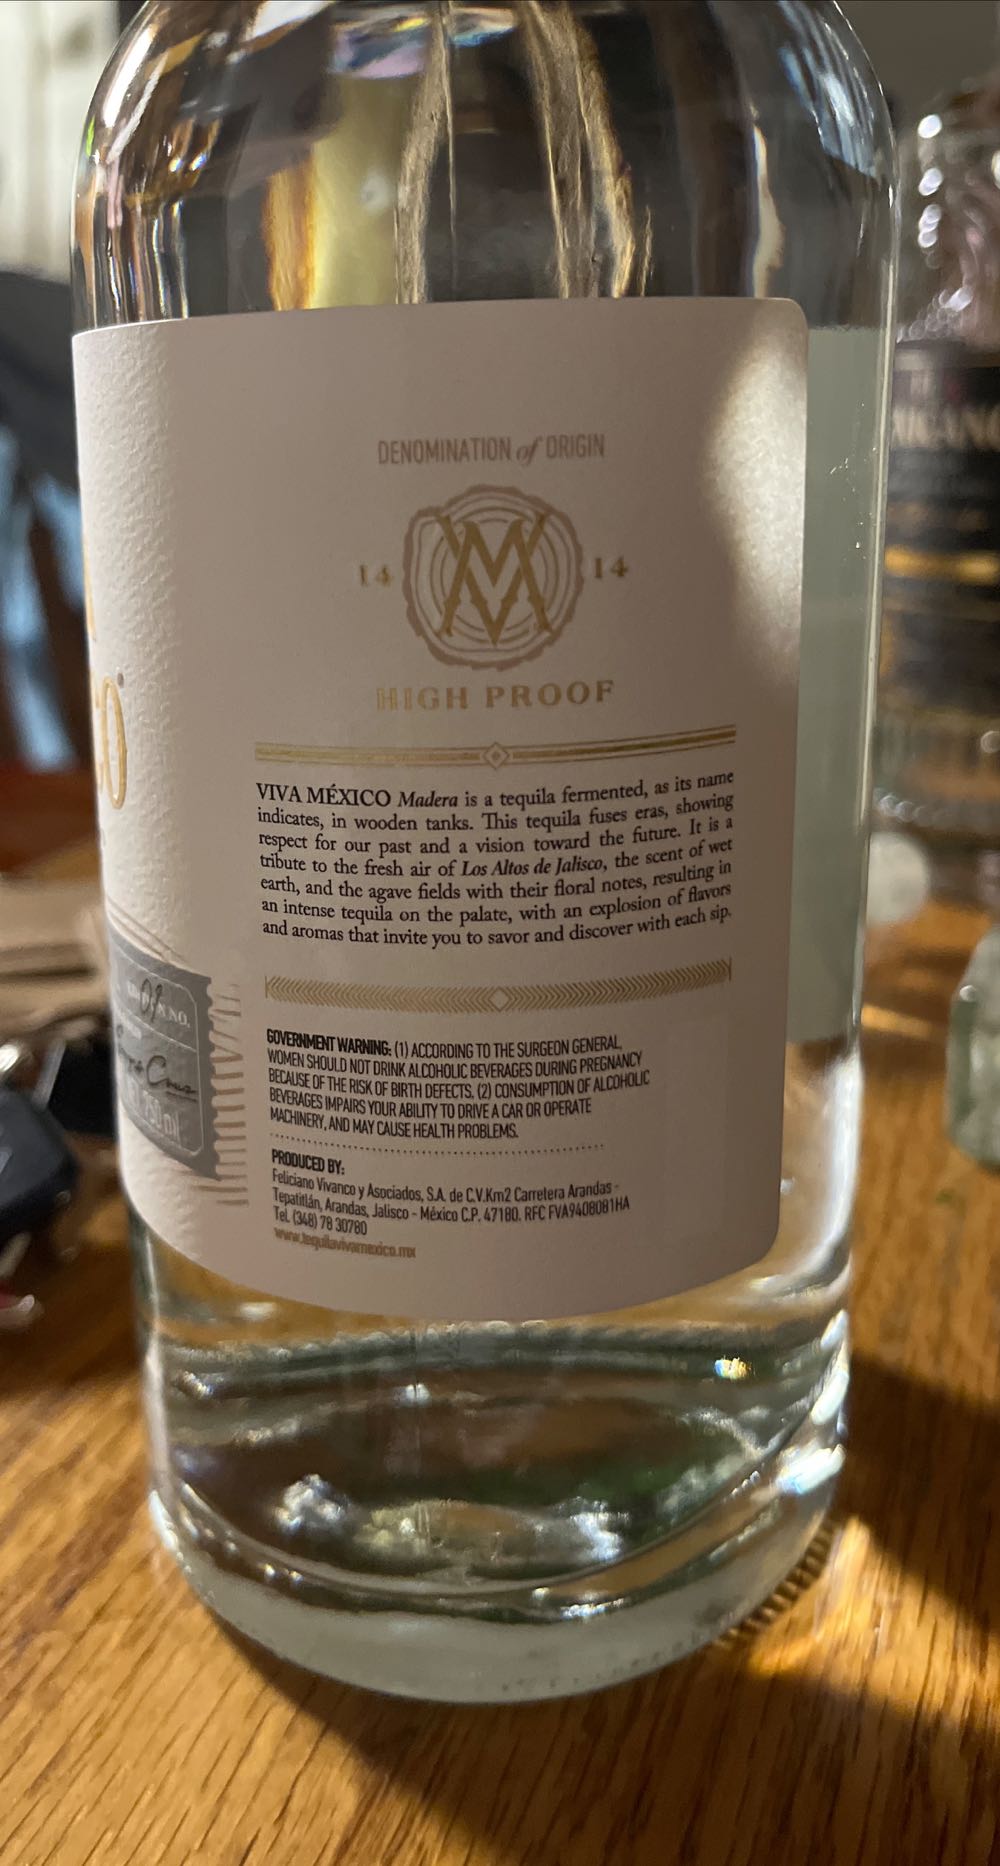 DENOMINATION of ORIGIN
14 14
HIGH PROOF
VIVA MÉXICO Madera is a tequila fermented, as its name
indicates, in wooden tanks. This tequila fuses eras, showing
respect for our past and a vision toward the future. It is a
tribute to the fresh air of Los Altos de Jalisco, the scent of wet
earth, and the agave fields with their floral notes, resulting in
an intense tequila on the palate, with an explosion of flavors
and aromas that invite you to savor and discover with each sip.
GOVERNMENT WARNING: (1) ACCORDING TO THE SURGEON GENERAL,
WOMEN SHOULD NOT DRINK ALCOHOLIC BEVERAGES DURING PREGNANCY
BECAUSE OF THE RISK OF BIRTH DEFECTS. (2) CONSUMPTION OF ALCOHOLIC
BEVERAGES IMPAIRS YOUR ABILITY TO DRIVE A CAR OR OPERATE
MACHINERY, AND MAY CAUSE HEALTH PROBLEMS.
PRODUCED BY:
Feliciano Vivanco y Asociados, S.A. de C.V.Km2 Carretera Arandas -
Tepatitlán, Arandas, Jalisco - México C.P. 47180. RFC FVA9408081HA
Tel. (348) 78 30780
www.tequilavivamexico.mx
750 ml